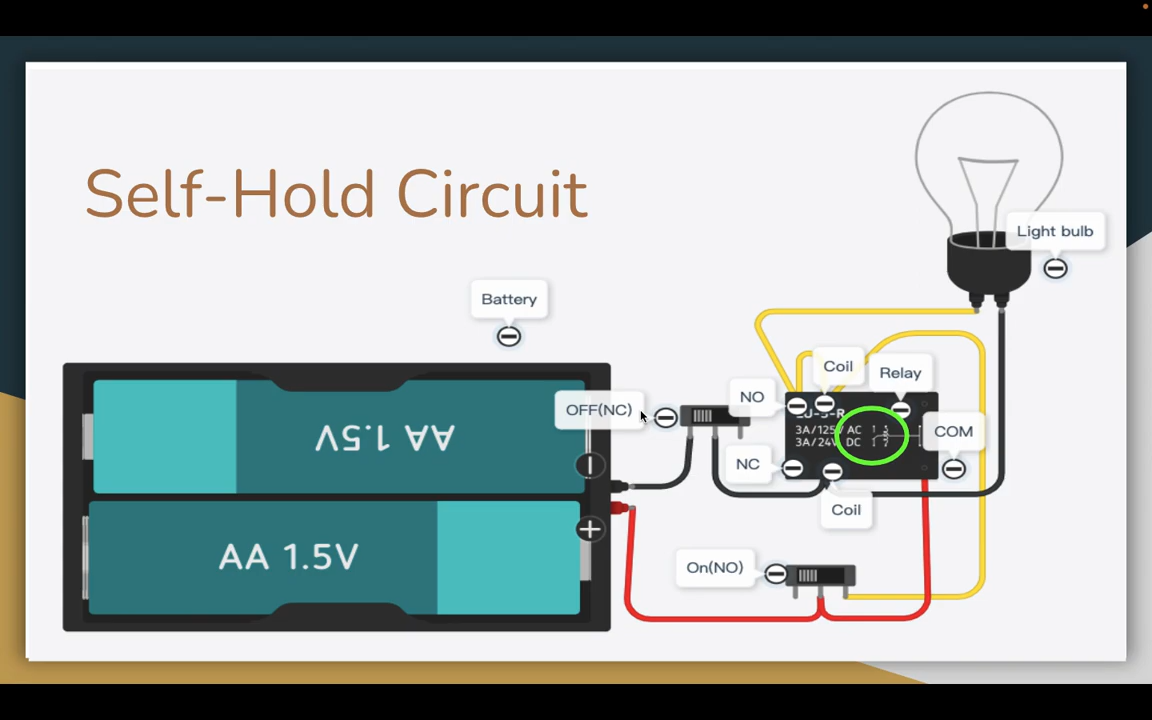 Self-Hold Circuit
Light bulb
Battery
Coil
Relay
NO
OFF(NC)
3A/125V AC
3A/24V DC
COM
AA 1.5V
NC
Coil
AA 1.5V
On(NO)